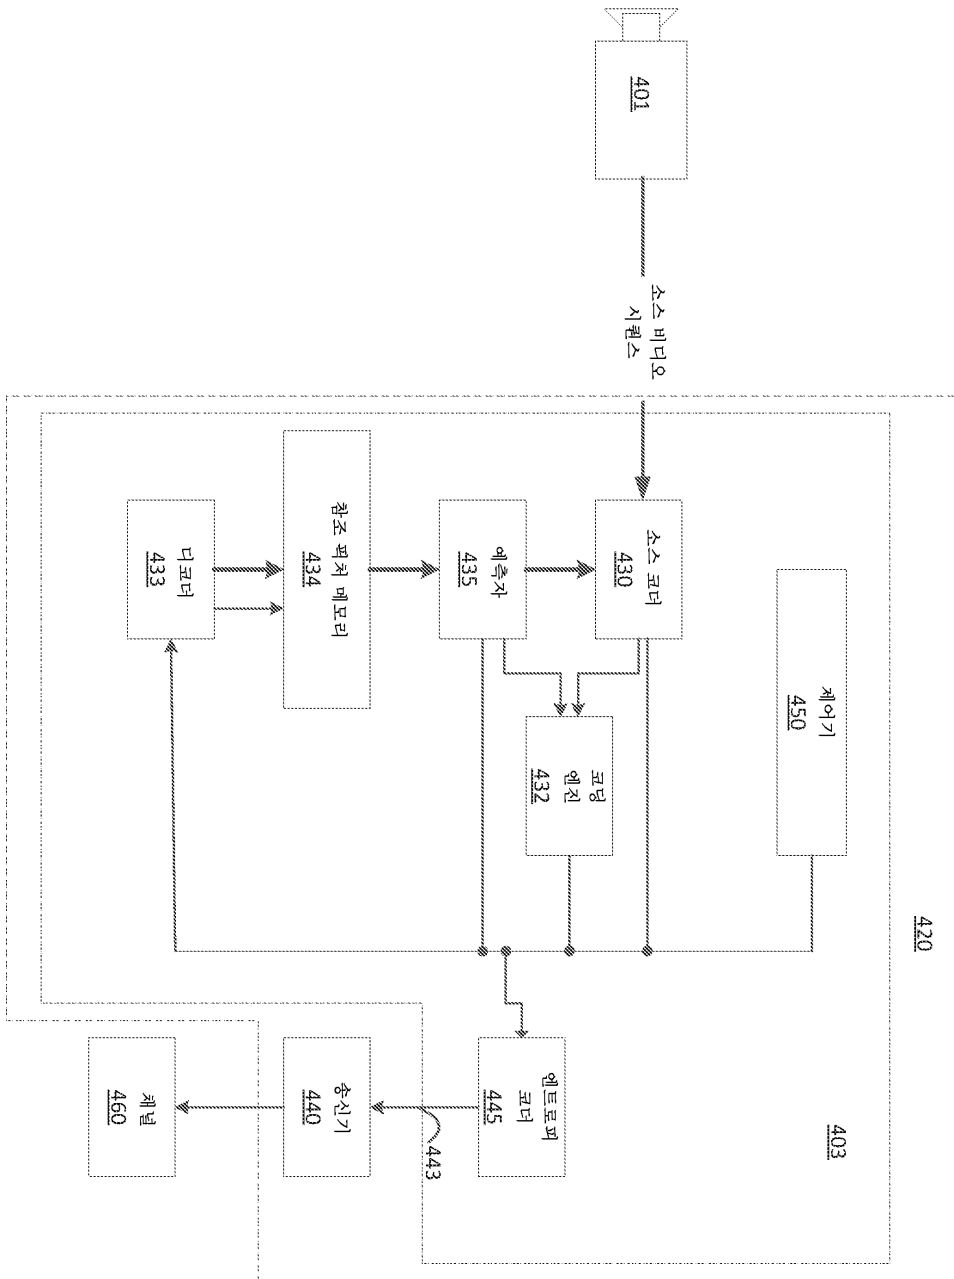 401
소스 비디오
시퀀스
420
403
제어기
450
소스 코더
430
코딩
엔진
432
예측자
435
참조 픽처 메모리
434
디코더
433
엔트로피
코더
445
443
송신기
440
채널
460